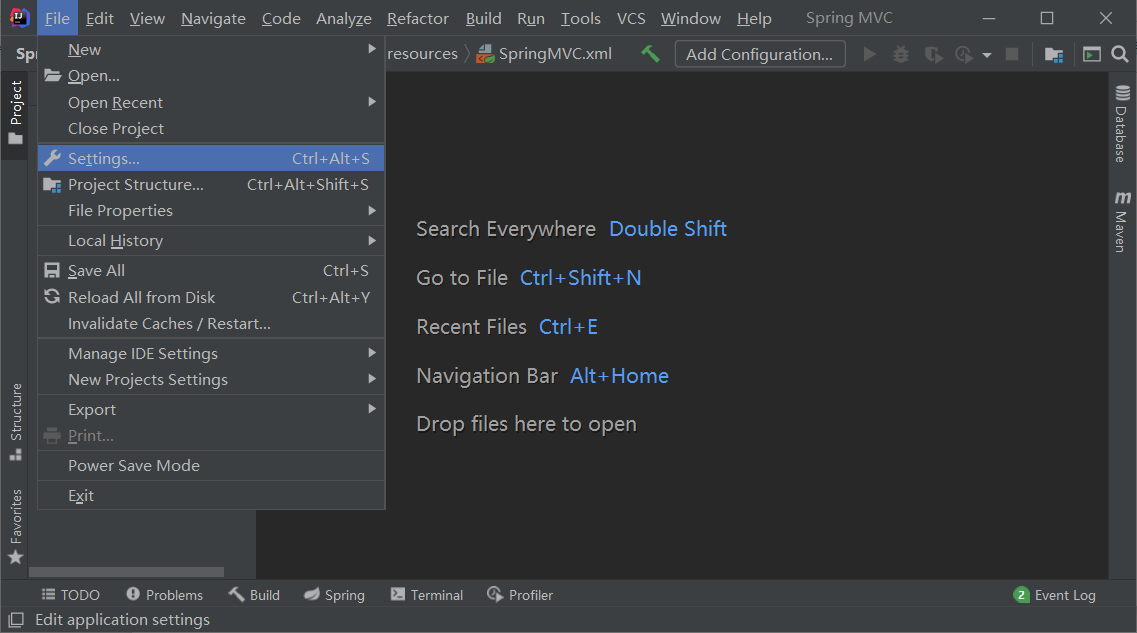 File Edit View Navigate Code Analyze Refactor Build Run Tools VCS Window Help Spring MVC
Sp
resources SpringMVC.xml Add Configuration...
New
Open...
Open Recent
Close Project
Settings... Ctrl+Alt+S
Project Structure... Ctrl+Alt+Shift+S
File Properties
Local History
Save All Ctrl+S
Reload All from Disk Ctrl+Alt+Y
Invalidate Caches / Restart...
Manage IDE Settings
New Projects Settings
Export
Print...
Power Save Mode
Exit
Project
Structure
Favorites
Search Everywhere Double Shift
Go to File Ctrl+Shift+N
Recent Files Ctrl+E
Navigation Bar Alt+Home
Drop files here to open
Database
m
Maven
TODO Problems Build Spring Terminal Profiler 2 Event Log
Edit application settings